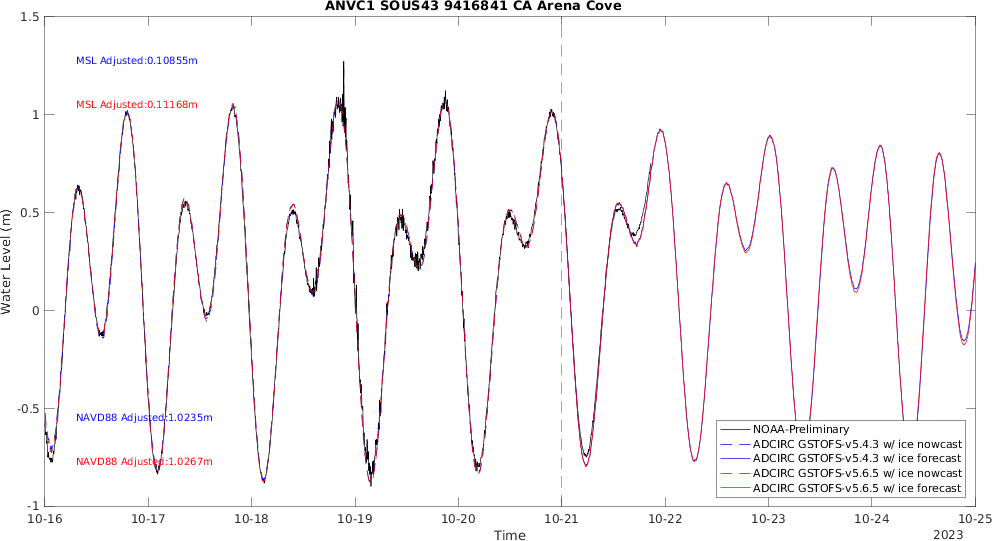 ANVC1 SOUS43 9416841 CA Arena Cove
1.5
MSL Adjusted:0.10855m
MSL Adjusted:0.11168m
1
0.5
Water Level (m)
0
-0.5
NAVD88 Adjusted:1.0235m
NAVD88 Adjusted:1.0267m
-1
NOAA-Preliminary
ADCIRC GSTOFS-v5.4.3 w/ ice nowcast
ADCIRC GSTOFS-v5.4.3 w/ ice forecast
ADCIRC GSTOFS-v5.6.5 w/ ice nowcast
ADCIRC GSTOFS-v5.6.5 w/ ice forecast
10-16 10-17 10-18 10-19 10-20 10-21 10-22 10-23 10-24 10-25
Time
2023